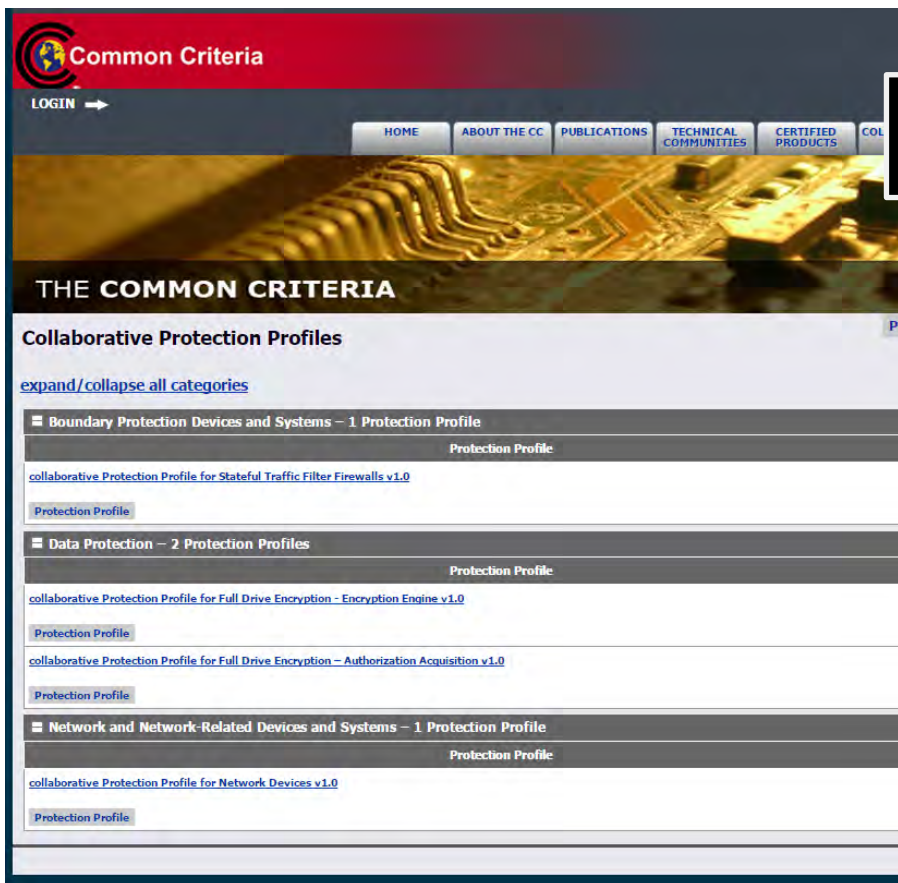 Common Criteria
LOGIN
HOME
ABOUT THE CC
PUBLICATIONS
TECHNICAL
COMMUNITIES
CERTIFIED
PRODUCTS
COL
THE COMMON CRITERIA
P
Collaborative Protection Profiles
expand/collapse all categories
Boundary Protection Devices and Systems – 1 Protection Profile
Protection Profile
collaborative Protection Profile for Stateful Traffic Filter Firewalls v1.0
Protection Profile
Data Protection – 2 Protection Profiles
Protection Profile
collaborative Protection Profile for Full Drive Encryption - Encryption Engine v1.0
Protection Profile
collaborative Protection Profile for Full Drive Encryption – Authorization Acquisition v1.0
Protection Profile
Network and Network-Related Devices and Systems – 1 Protection Profile
Protection Profile
collaborative Protection Profile for Network Devices v1.0
Protection Profile